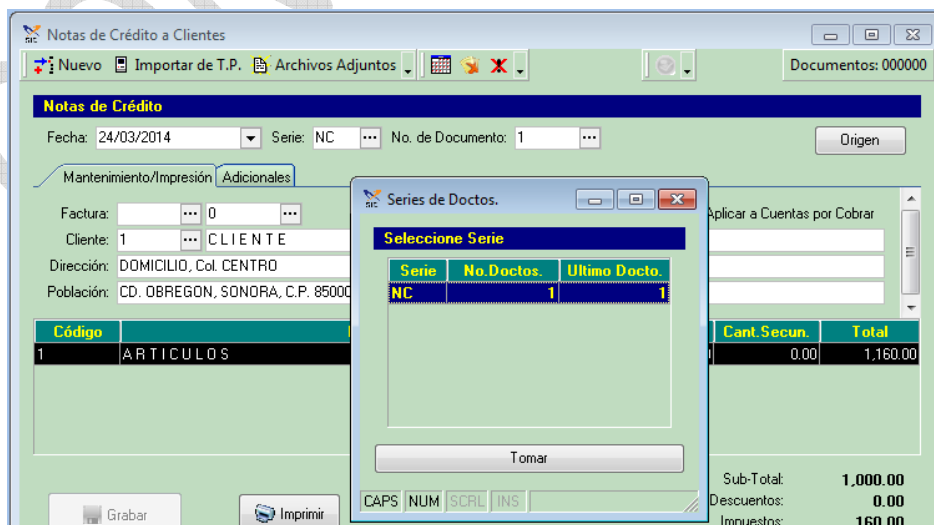 Notas de Crédito a Clientes
Nuevo Importar de T.P. Archivos Adjuntos Documentos: 000000
Notas de Crédito
Fecha: 24/03/2014 Serie: NC ... No. de Documento: 1 ... Origen
Mantenimiento/Impresión Adicionales
Series de Doctos.
Factura: ... 0 ... Aplicar a Cuentas por Cobrar
Seleccione Serie
Cliente: 1 ... C L I E N T E
Dirección: DOMICILIO, Col. CENTRO
Serie No.Doctos. Ultimo Docto.
NC 1 1
Población: CD. OBREGON, SONORA, C.P. 85000
Código Cant.Secun. Total
1 A R T I C U L O S 0.00 1,160.00
Tomar
Sub-Total: 1,000.00
CAPS NUM SCRL INS
Descuentos: 0.00
Grabar Imprimir
Impuestos: 160.00